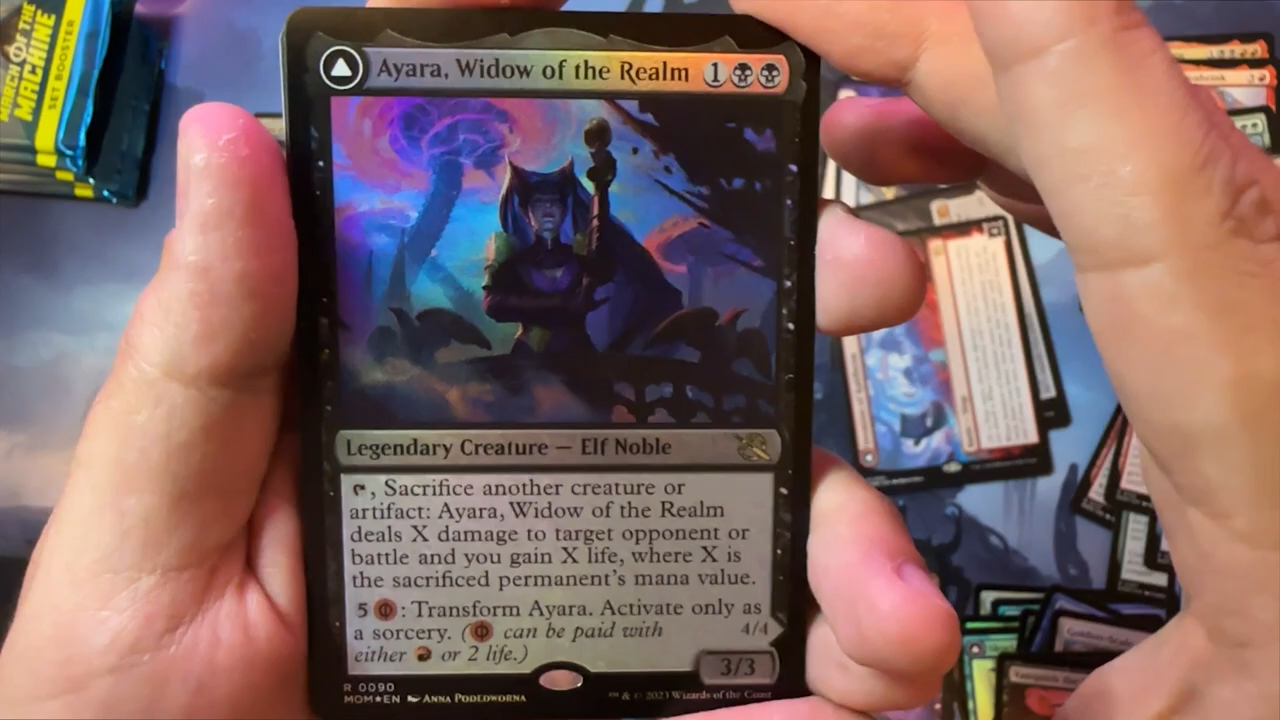 MARCH OF THE
MACHINE
SET BOOSTER
Ayara, Widow of the Realm 1
Legendary Creature — Elf Noble
, Sacrifice another creature or
artifact: Ayara, Widow of the Realm
deals X damage to target opponent or
battle and you gain X life, where X is
the sacrificed permanent's mana value.
5 : Transform Ayara. Activate only as
a sorcery. ( can be paid with
either or 2 life.)
4/4
3/3
R 0090
MOM★EN Anna Podedworna
™ & © 2023 Wizards of the Coast